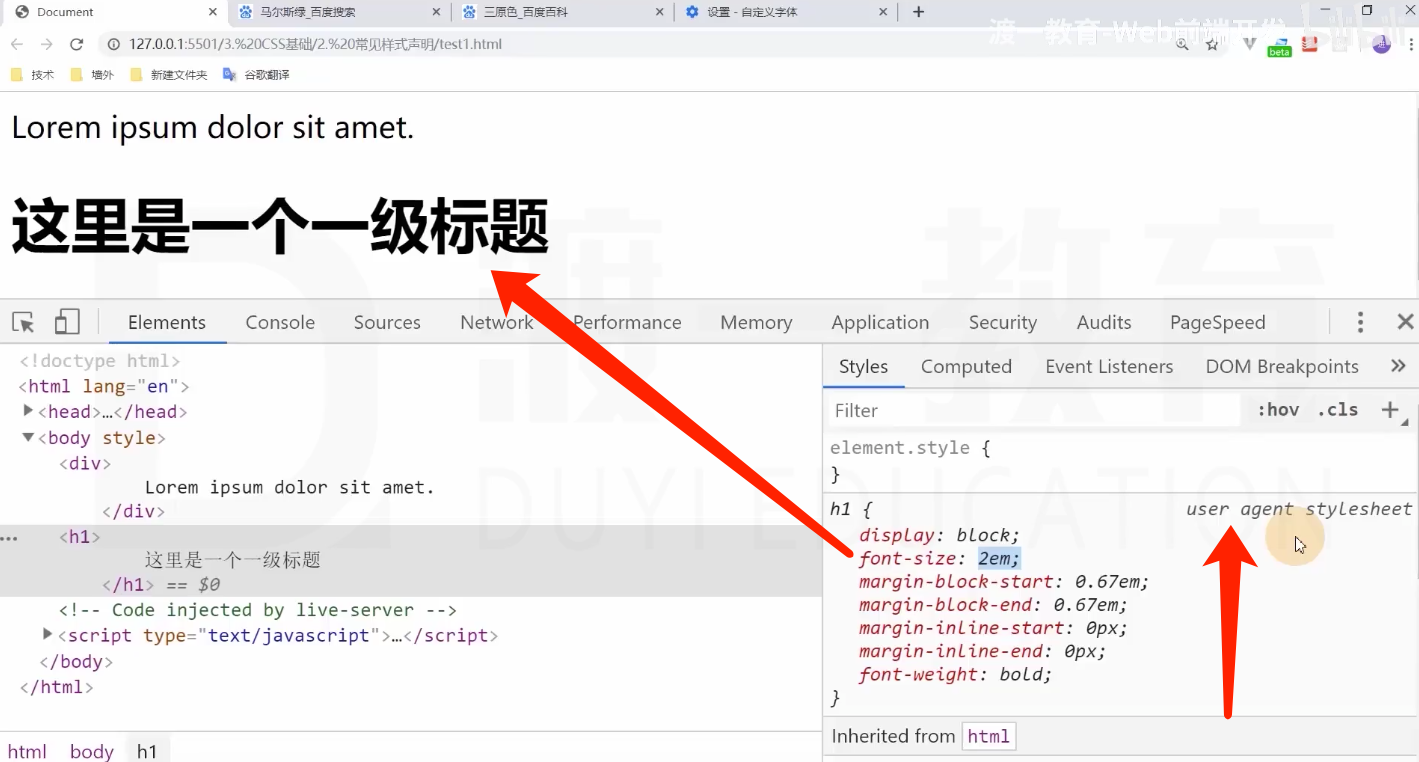 Document
马尔斯绿_百度搜索
三原色_百度百科
设置 - 自定义字体
127.0.0.1:5501/3.%20CSS基础/2.%20常见样式声明/test1.html
渡一教育-Web前端开发
bilibili
beta
技术
墙外
新建文件夹
谷歌翻译
Lorem ipsum dolor sit amet.
这里是一个一级标题
渡 教育
DUYI EDUCATION
Elements
Console
Sources
Network
Performance
Memory
Application
Security
Audits
PageSpeed
<!doctype html>
<html lang="en">
<head>…</head>
<body style>
<div>
Lorem ipsum dolor sit amet.
</div>
<h1>
这里是一个一级标题
</h1> == $0
<!-- Code injected by live-server -->
<script type="text/javascript">…</script>
</body>
</html>
html body h1
Styles
Computed
Event Listeners
DOM Breakpoints
Filter
:hov .cls
element.style {
}
h1 { user agent stylesheet
display: block;
font-size: 2em;
margin-block-start: 0.67em;
margin-block-end: 0.67em;
margin-inline-start: 0px;
margin-inline-end: 0px;
font-weight: bold;
}
Inherited from html